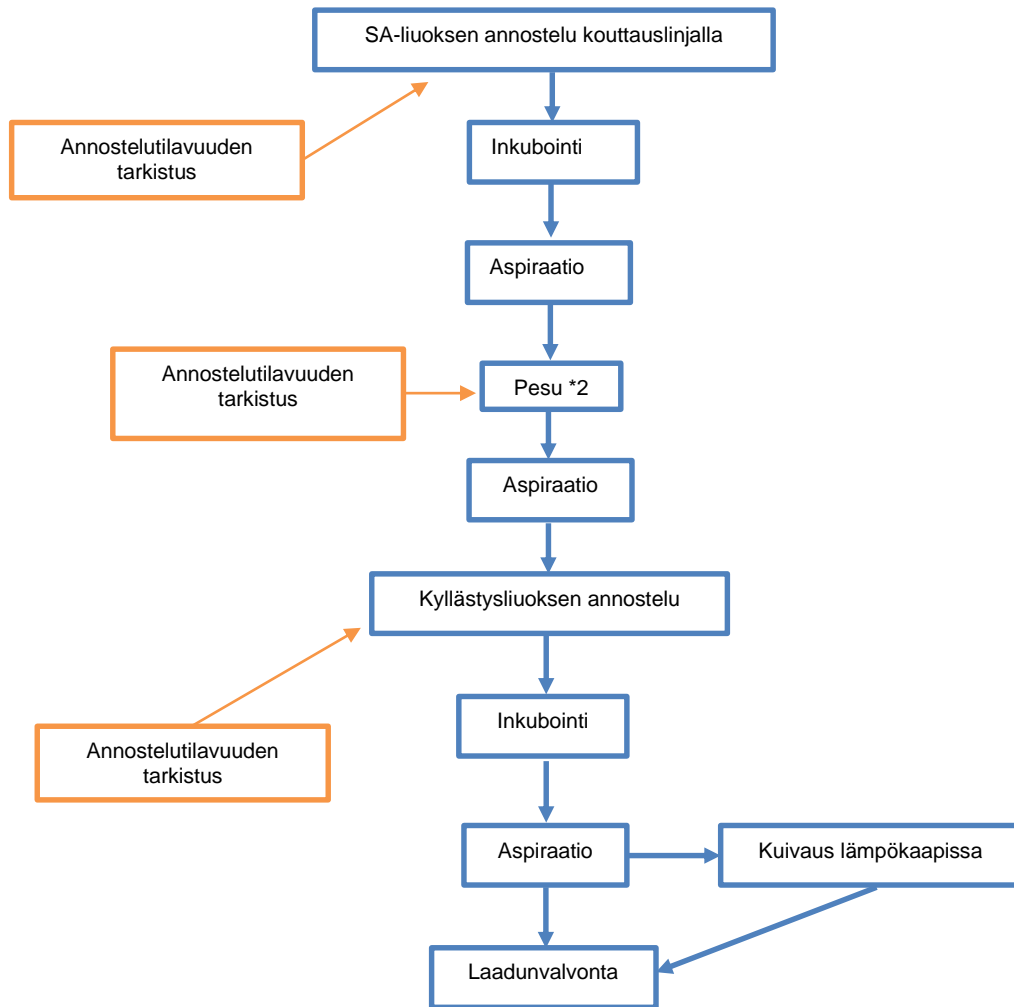 SA-liuoksen annostelu kouttauslinjalla
Annostelutilavuuden
tarkistus
Inkubointi
Aspiraatio
Annostelutilavuuden
tarkistus
Pesu *2
Aspiraatio
Kyllästysliuoksen annostelu
Annostelutilavuuden
tarkistus
Inkubointi
Aspiraatio
Kuivaus lämpökaapissa
Laadunvalvonta